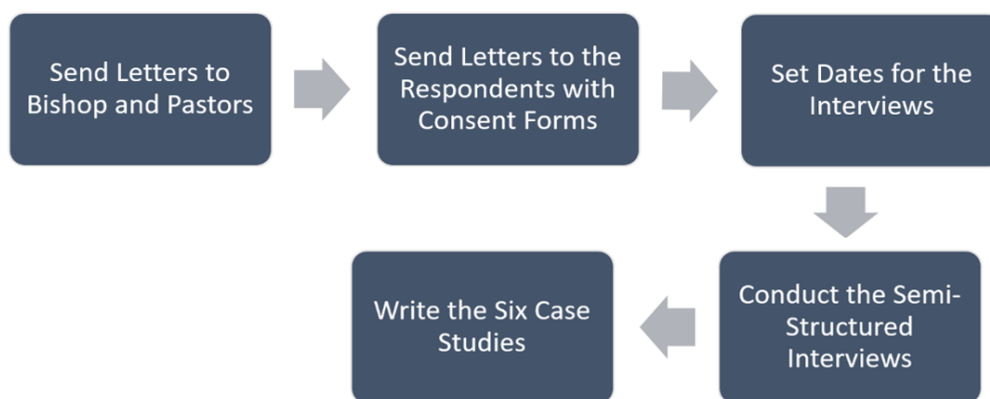 Send Letters to
Bishop and Pastors
Send Letters to the
Respondents with
Consent Forms
Set Dates for the
Interviews
Conduct the Semi-
Structured
Interviews
Write the Six Case
Studies